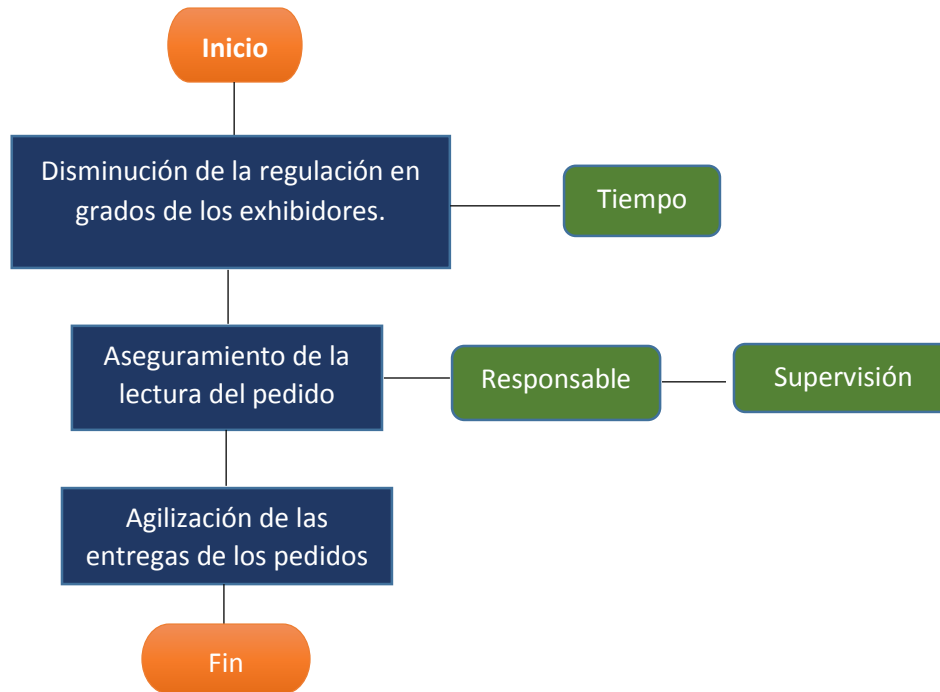 Inicio
Disminución de la regulación en
grados de los exhibidores.
Tiempo
Aseguramiento de la
lectura del pedido
Responsable
Supervisión
Agilización de las
entregas de los pedidos
Fin